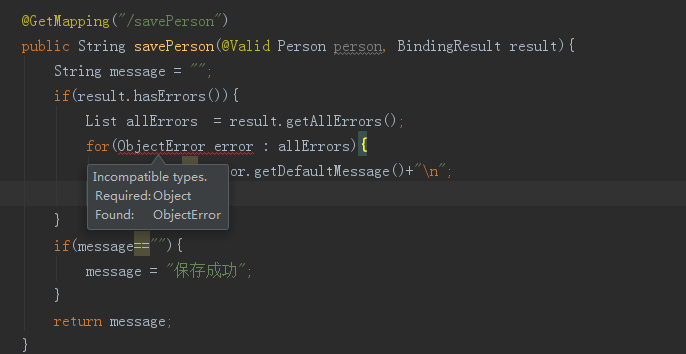 @GetMapping("/savePerson")
public String savePerson(@Valid Person person, BindingResult result){
String message = "";
if(result.hasErrors()){
List allErrors  = result.getAllErrors();
for(ObjectError error : allErrors){
or.getDefaultMessage()+"\n";
Incompatible types.
Required: Object
Found: ObjectError
}
if(message==""){
message = "保存成功";
}
return message;
}